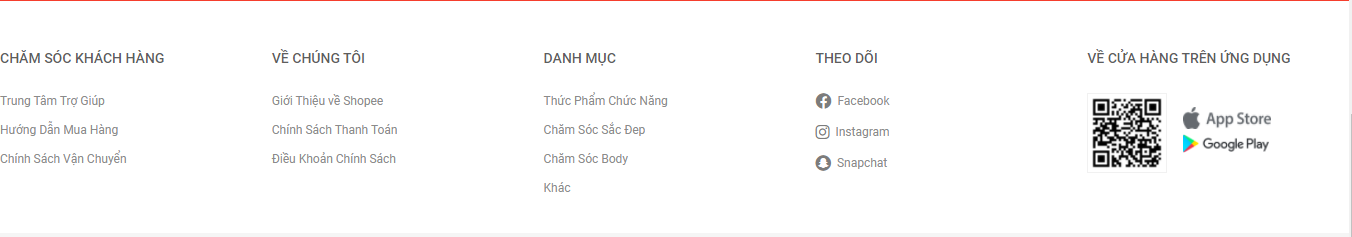 CHĂM SÓC KHÁCH HÀNG
Trung Tâm Trợ Giúp
Hướng Dẫn Mua Hàng
Chính Sách Vận Chuyển
VỀ CHÚNG TÔI
Giới Thiệu về Shopee
Chính Sách Thanh Toán
Điều Khoản Chính Sách
DANH MỤC
Thức Phẩm Chức Năng
Chăm Sóc Sắc Đẹp
Chăm Sóc Body
Khác
THEO DÕI
Facebook
Instagram
Snapchat
VỀ CỬA HÀNG TRÊN ỨNG DỤNG
App Store
Google Play